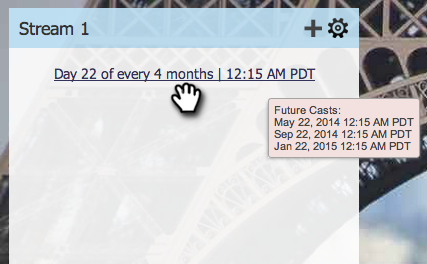 Stream 1
Day 22 of every 4 months | 12:15 AM PDT
Future Casts:
May 22, 2014 12:15 AM PDT
Sep 22, 2014 12:15 AM PDT
Jan 22, 2015 12:15 AM PDT